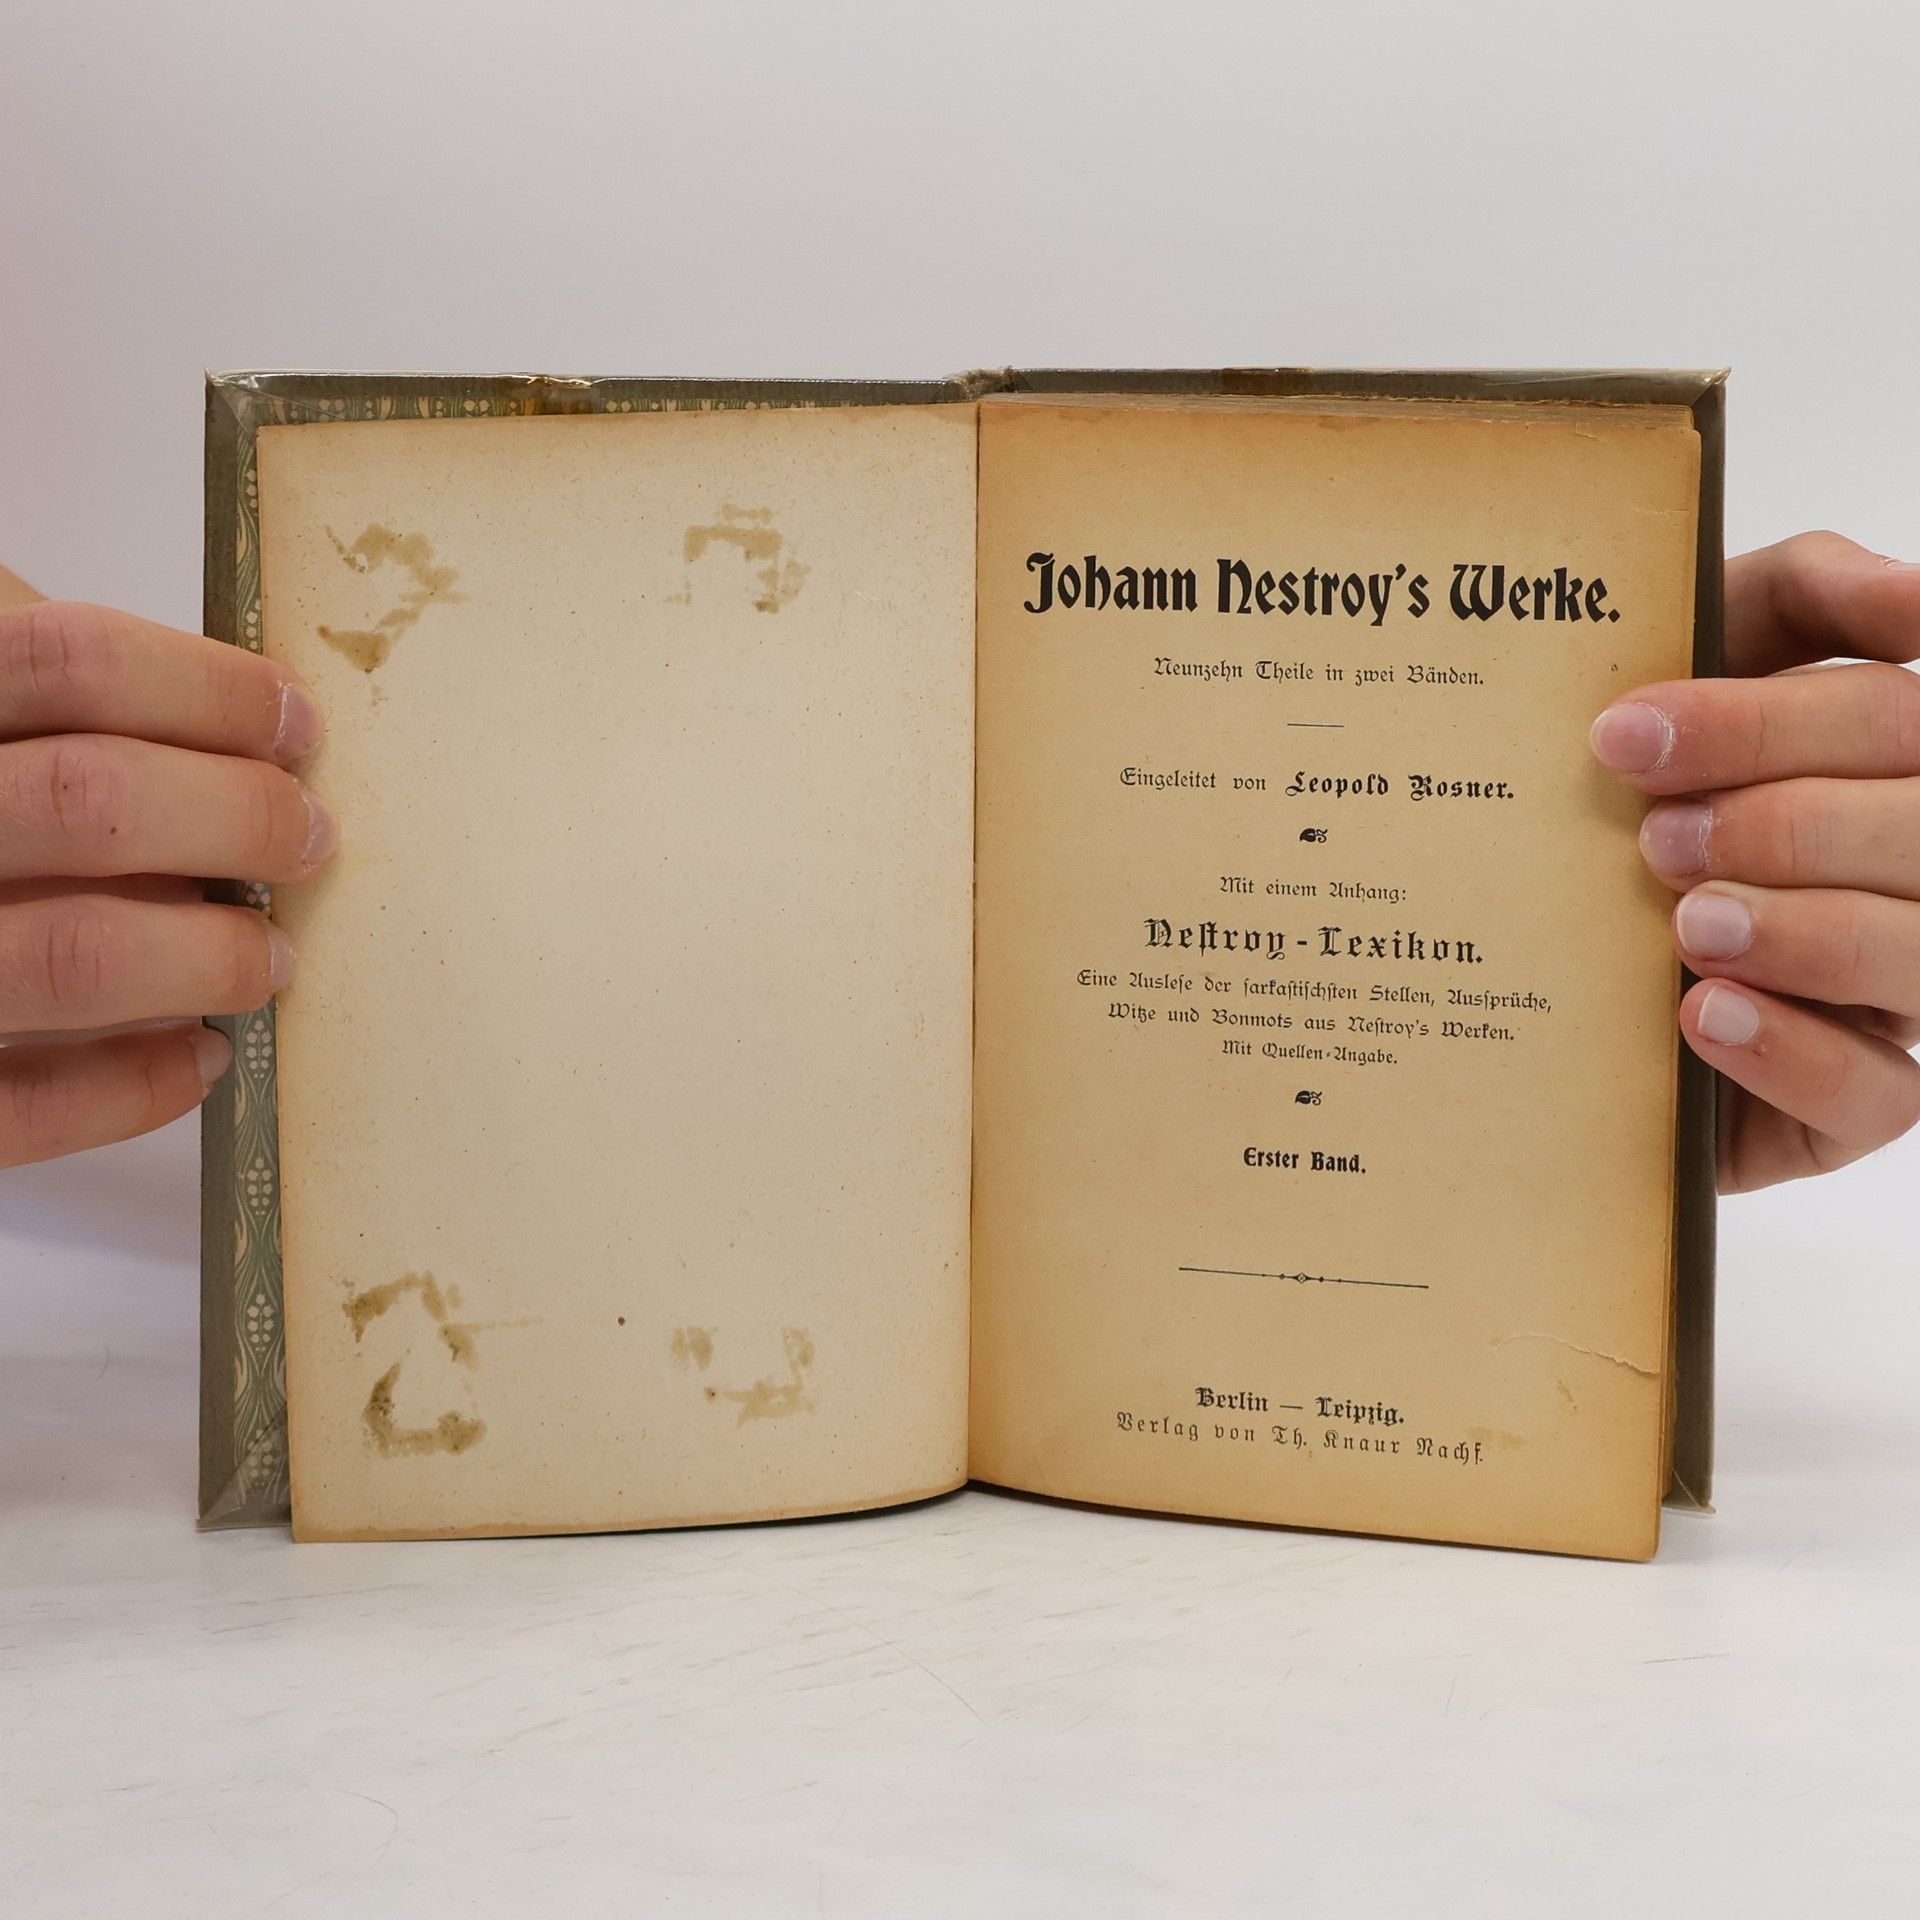 Johann Nestroy's Werke.
Neunzehn Theile in zwei Bänden.
Eingeleitet von Leopold Rosner.
Mit einem Anhang:
Neſtroy-Lexikon.
Eine Ausleſe der ſarkaſtiſchſten Stellen, Ausſprüche,
Witze und Bonmots aus Neſtroy's Werken.
Mit Quellen-Angabe.
Erster Band.
Berlin — Leipzig.
Verlag von Th. Knaur Nachf.